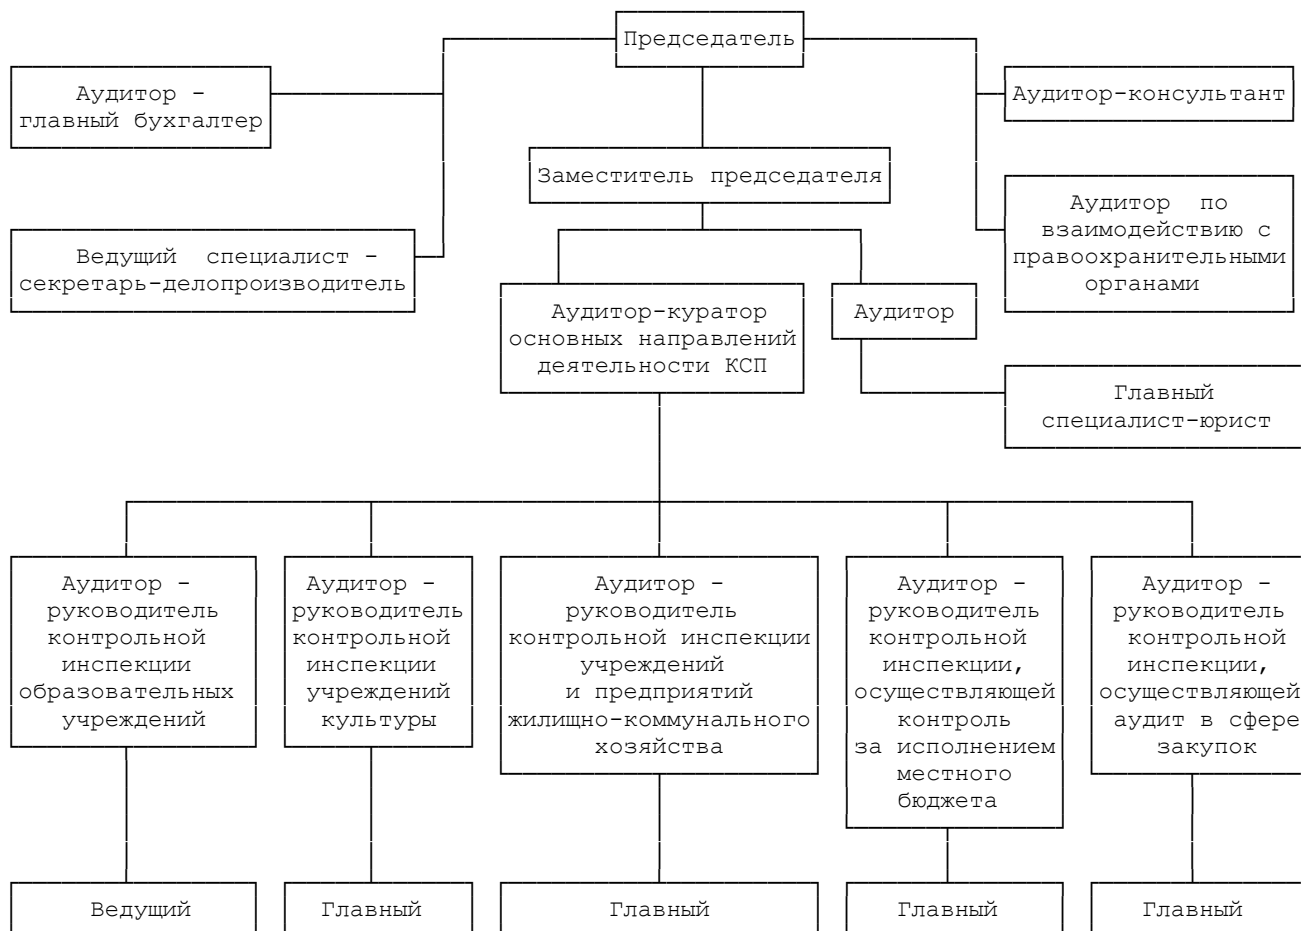 Председатель
Аудитор -
главный бухгалтер
Аудитор-консультант
Заместитель председателя
Аудитор по
взаимодействию с
правоохранительными
органами
Ведущий специалист -
секретарь-делопроизводитель
Аудитор-куратор
основных направлений
деятельности КСП
Аудитор
Главный
специалист-юрист
Аудитор -
руководитель
контрольной
инспекции
образовательных
учреждений
Аудитор -
руководитель
контрольной
инспекции
учреждений
культуры
Аудитор -
руководитель
контрольной инспекции
учреждений
и предприятий
жилищно-коммунального
хозяйства
Аудитор -
руководитель
контрольной
инспекции,
осуществляющей
контроль
за исполнением
местного
бюджета
Аудитор -
руководитель
контрольной
инспекции,
осуществляющей
аудит в сфере
закупок
Ведущий
Главный
Главный
Главный
Главный